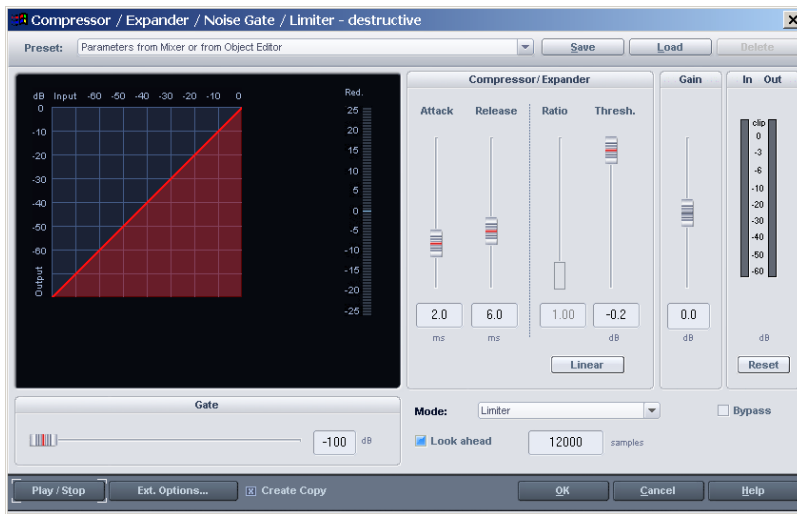 Compressor / Expander / Noise Gate / Limiter - destructive
Preset: Parameters from Mixer or from Object Editor Save Load Delete
Compressor/Expander Gain In Out
dB Input -60 -50 -40 -30 -20 -10 0 Red.
0
-10
-20
-30
-40
-50
-60
Output
25
20
15
10
5
0
-5
-10
-15
-20
-25
Attack Release Ratio Thresh.
clip
0
-3
-6
-10
-20
-30
-40
-50
-60
2.0 6.0 1.00 -0.2 0.0
ms ms dB dB dB
Linear Reset
Gate
-100 dB
Mode: Limiter Bypass
Look ahead 12000 samples
Play / Stop Ext. Options... Create Copy OK Cancel Help